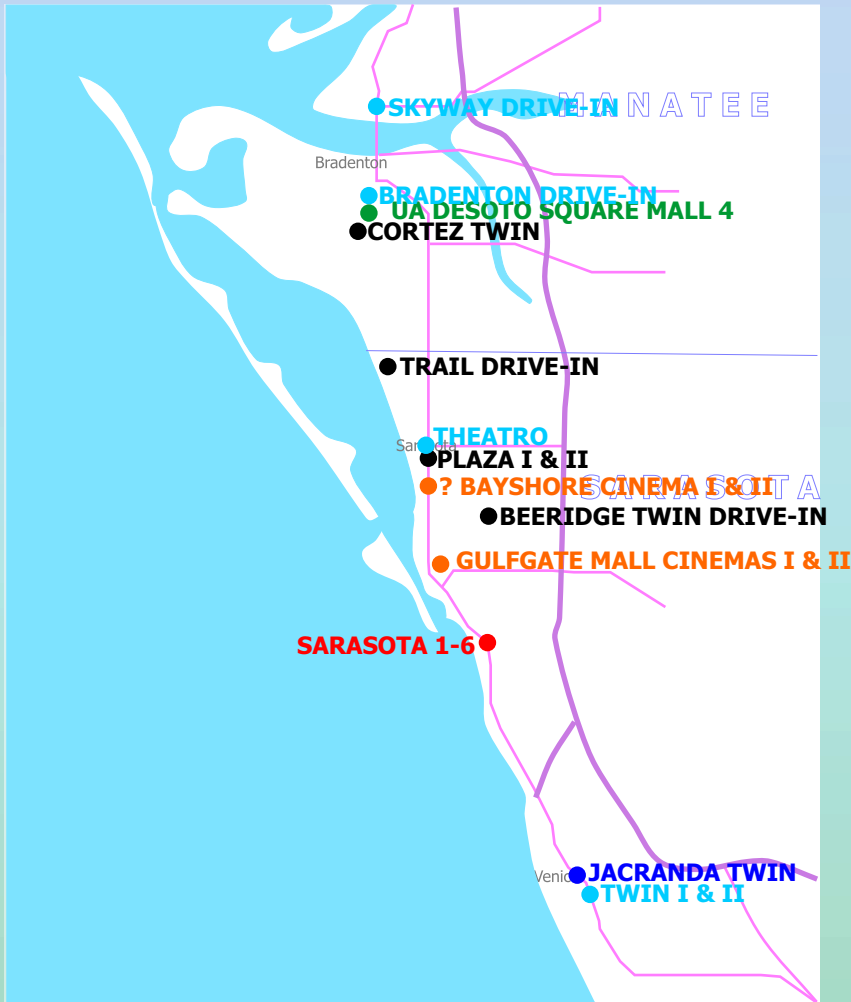 MANATEE
SKYWAY DRIVE-IN
Bradenton
BRADENTON DRIVE-IN
UA DESOTO SQUARE MALL 4
CORTEZ TWIN
TRAIL DRIVE-IN
THEATRO
Sarasota
PLAZA I & II
SARASOTA
? BAYSHORE CINEMA I & II
BEERIDGE TWIN DRIVE-IN
GULFGATE MALL CINEMAS I & II
SARASOTA 1-6
JACRANDA TWIN
Venice
TWIN I & II